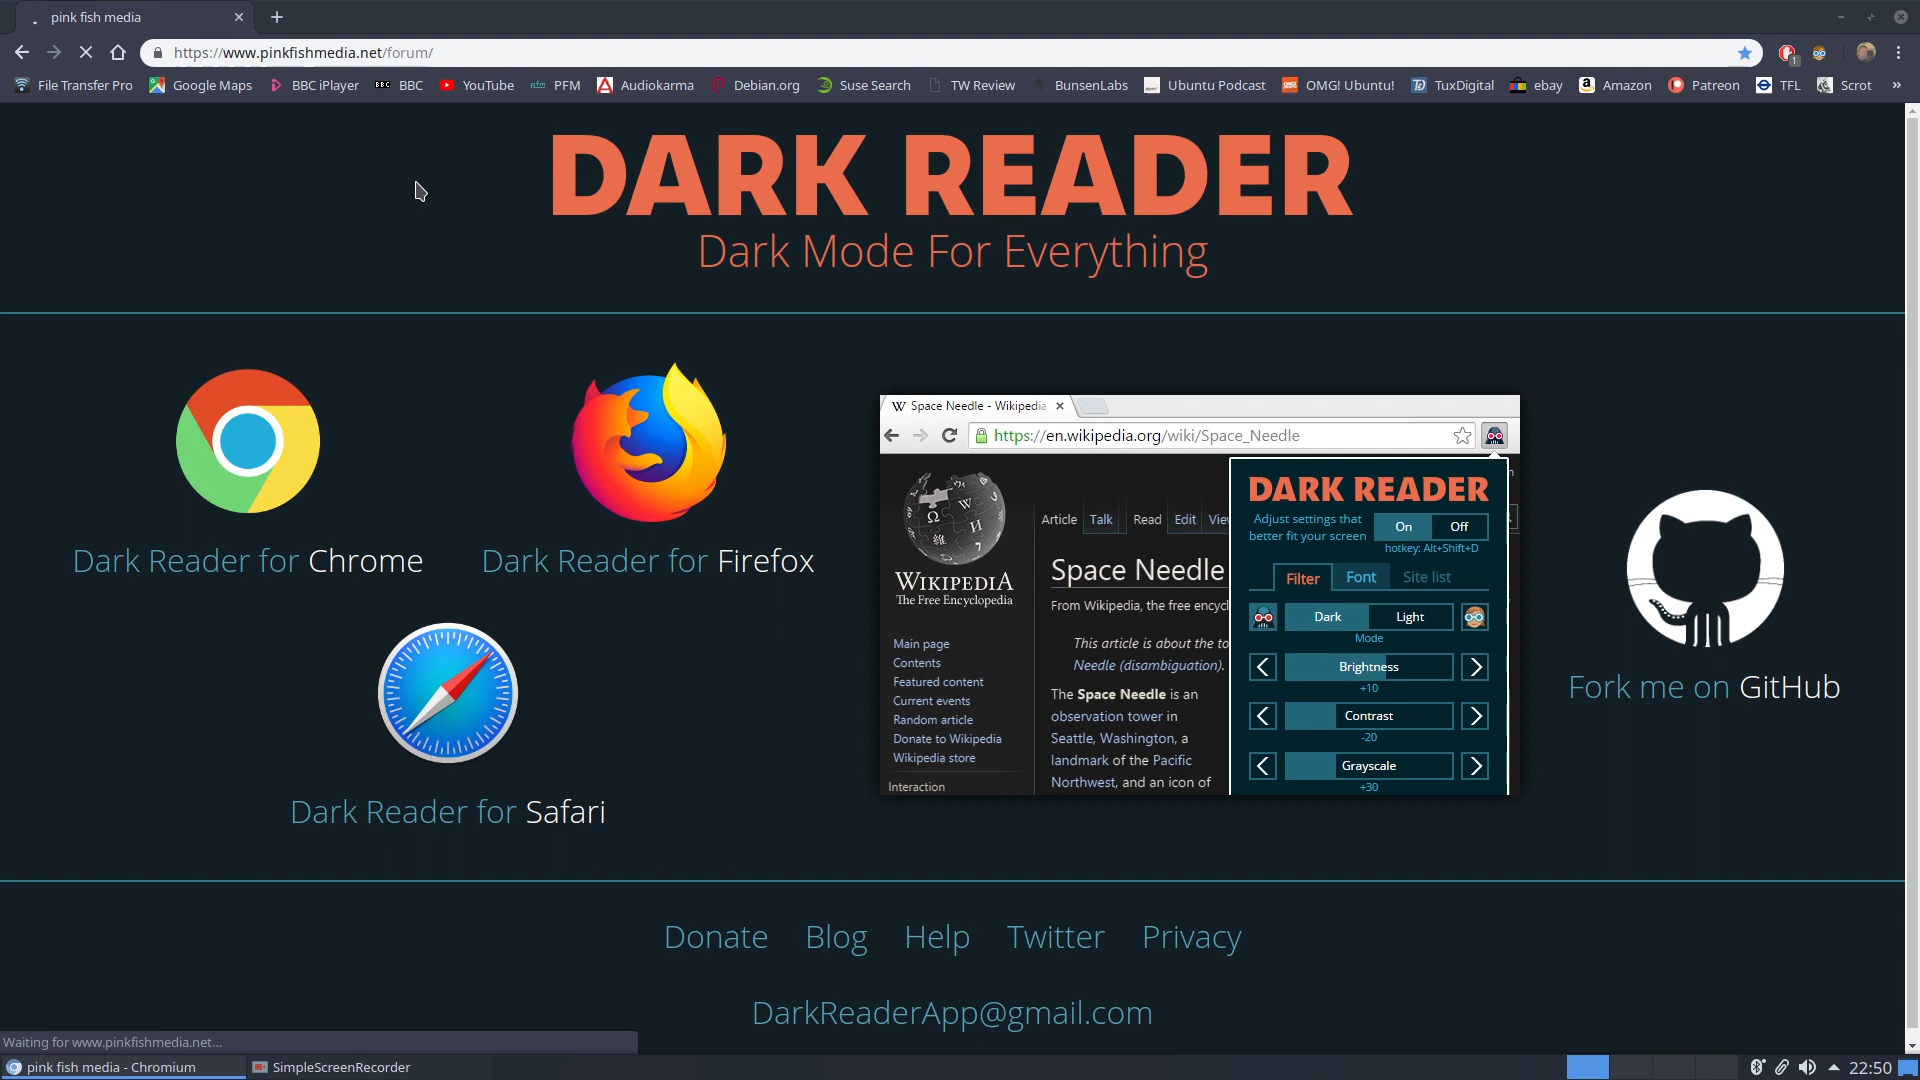 pink fish media
https://www.pinkfishmedia.net/forum/
1
File Transfer Pro
Google Maps
BBC iPlayer
BBC BBC
YouTube
pfm PFM
Audiokarma
Debian.org
Suse Search
TW Review
BunsenLabs
Ubuntu Podcast
OMG! Ubuntu!
TuxDigital
ebay
Amazon
Patreon
TFL
Scrot
»
DARK READER
Dark Mode For Everything
Dark Reader for Chrome
Dark Reader for Firefox
Dark Reader for Safari
W Space Needle - Wikipedia
https://en.wikipedia.org/wiki/Space_Needle
WIKIPEDIA
The Free Encyclopedia
Main page
Contents
Featured content
Current events
Random article
Donate to Wikipedia
Wikipedia store
Interaction
Article Talk Read Edit
Space Needle
From Wikipedia, the free encycl
This article is about the to
Needle (disambiguation).
The Space Needle is an
observation tower in
Seattle, Washington, a
landmark of the Pacific
Northwest, and an icon of
DARK READER
Adjust settings that
better fit your screen
On Off
hotkey: Alt+Shift+D
Filter Font Site list
Dark Light
Mode
Brightness
+10
Contrast
-20
Grayscale
+30
Fork me on GitHub
Donate Blog Help Twitter Privacy
DarkReaderApp@gmail.com
Waiting for www.pinkfishmedia.net...
pink fish media - Chromium
SimpleScreenRecorder
22:50